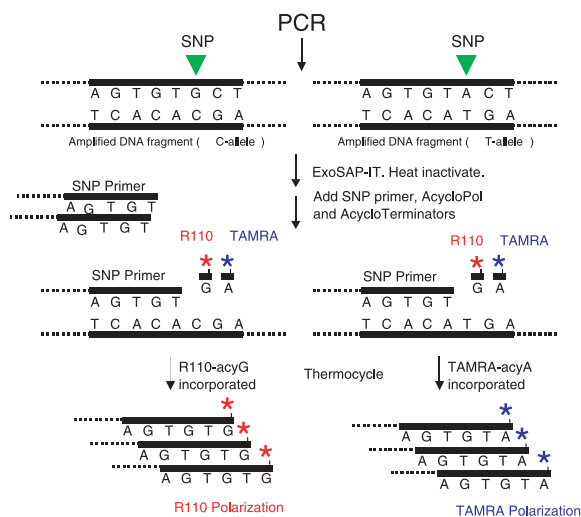 PCR
SNP SNP
A G T G T G C T A G T G T A C T
T C A C A C G A T C A C A T G A
Amplified DNA fragment ( C-allele ) Amplified DNA fragment ( T-allele )
ExoSAP-IT. Heat inactivate.
SNP Primer Add SNP primer, AcycloPol
A G T G T and AcycloTerminators
A G T G T
R110 TAMRA R110 TAMRA
* * * *
SNP Primer G A SNP Primer G A
A G T G T A G T G T
T C A C A C G A T C A C A T G A
R110-acyG Thermocycle TAMRA-acyA
incorporated incorporated
* *
A G T G T G * A G T G T A *
A G T G T G * A G T G T A *
A G T G T G A G T G T A
R110 Polarization TAMRA Polarization